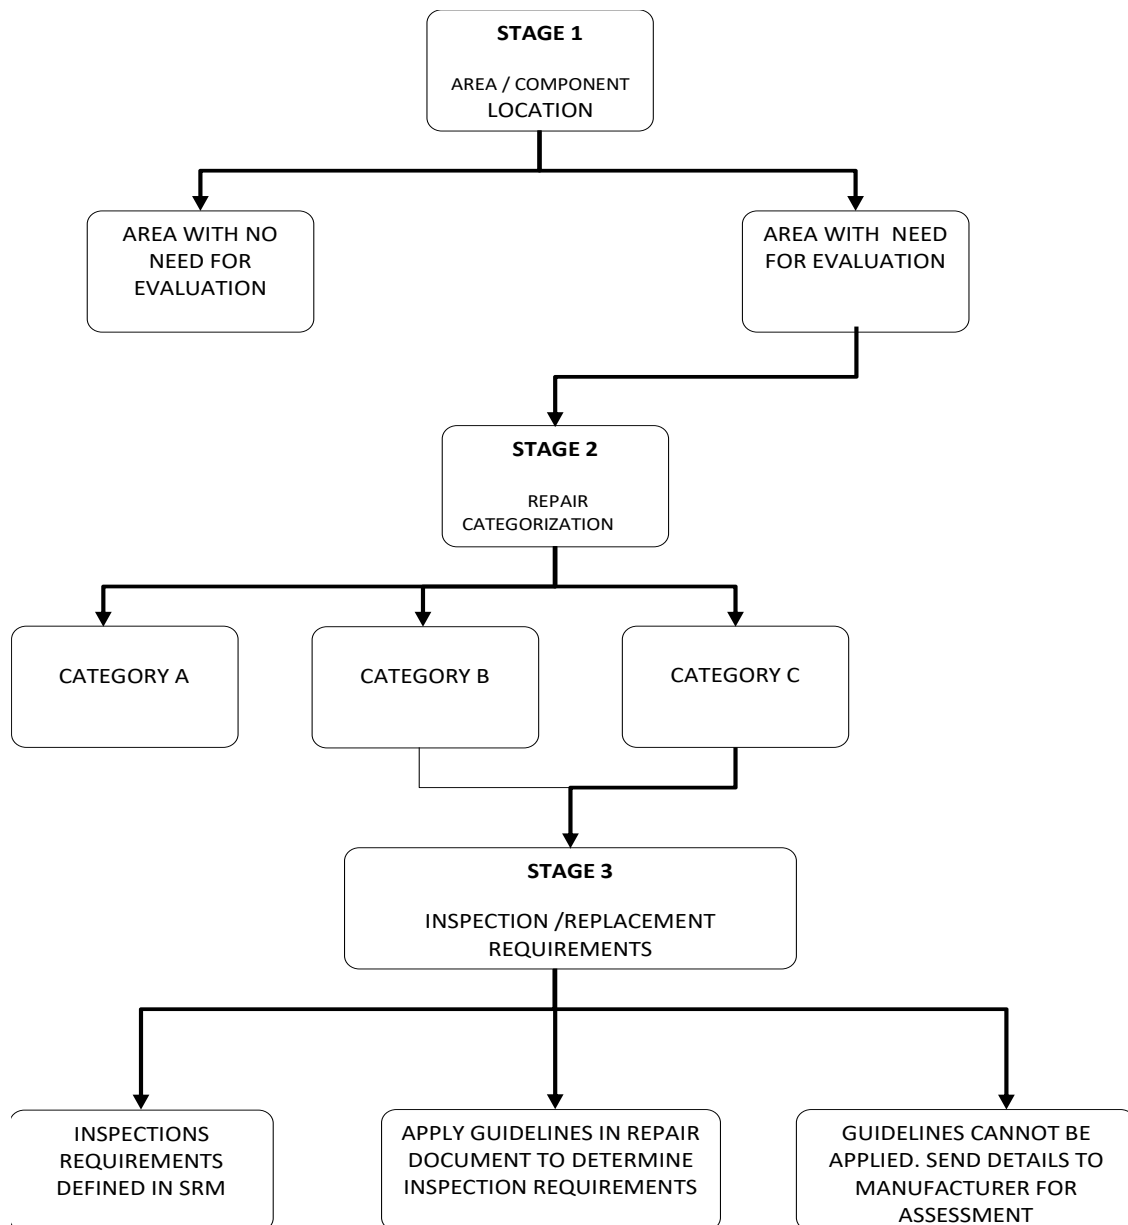 STAGE 1
AREA / COMPONENT
LOCATION
AREA WITH NO
NEED FOR
EVALUATION
AREA WITH NEED
FOR EVALUATION
STAGE 2
REPAIR
CATEGORIZATION
CATEGORY A
CATEGORY B
CATEGORY C
STAGE 3
INSPECTION /REPLACEMENT
REQUIREMENTS
INSPECTIONS
REQUIREMENTS
DEFINED IN SRM
APPLY GUIDELINES IN REPAIR
DOCUMENT TO DETERMINE
INSPECTION REQUIREMENTS
GUIDELINES CANNOT BE
APPLIED. SEND DETAILS TO
MANUFACTURER FOR
ASSESSMENT